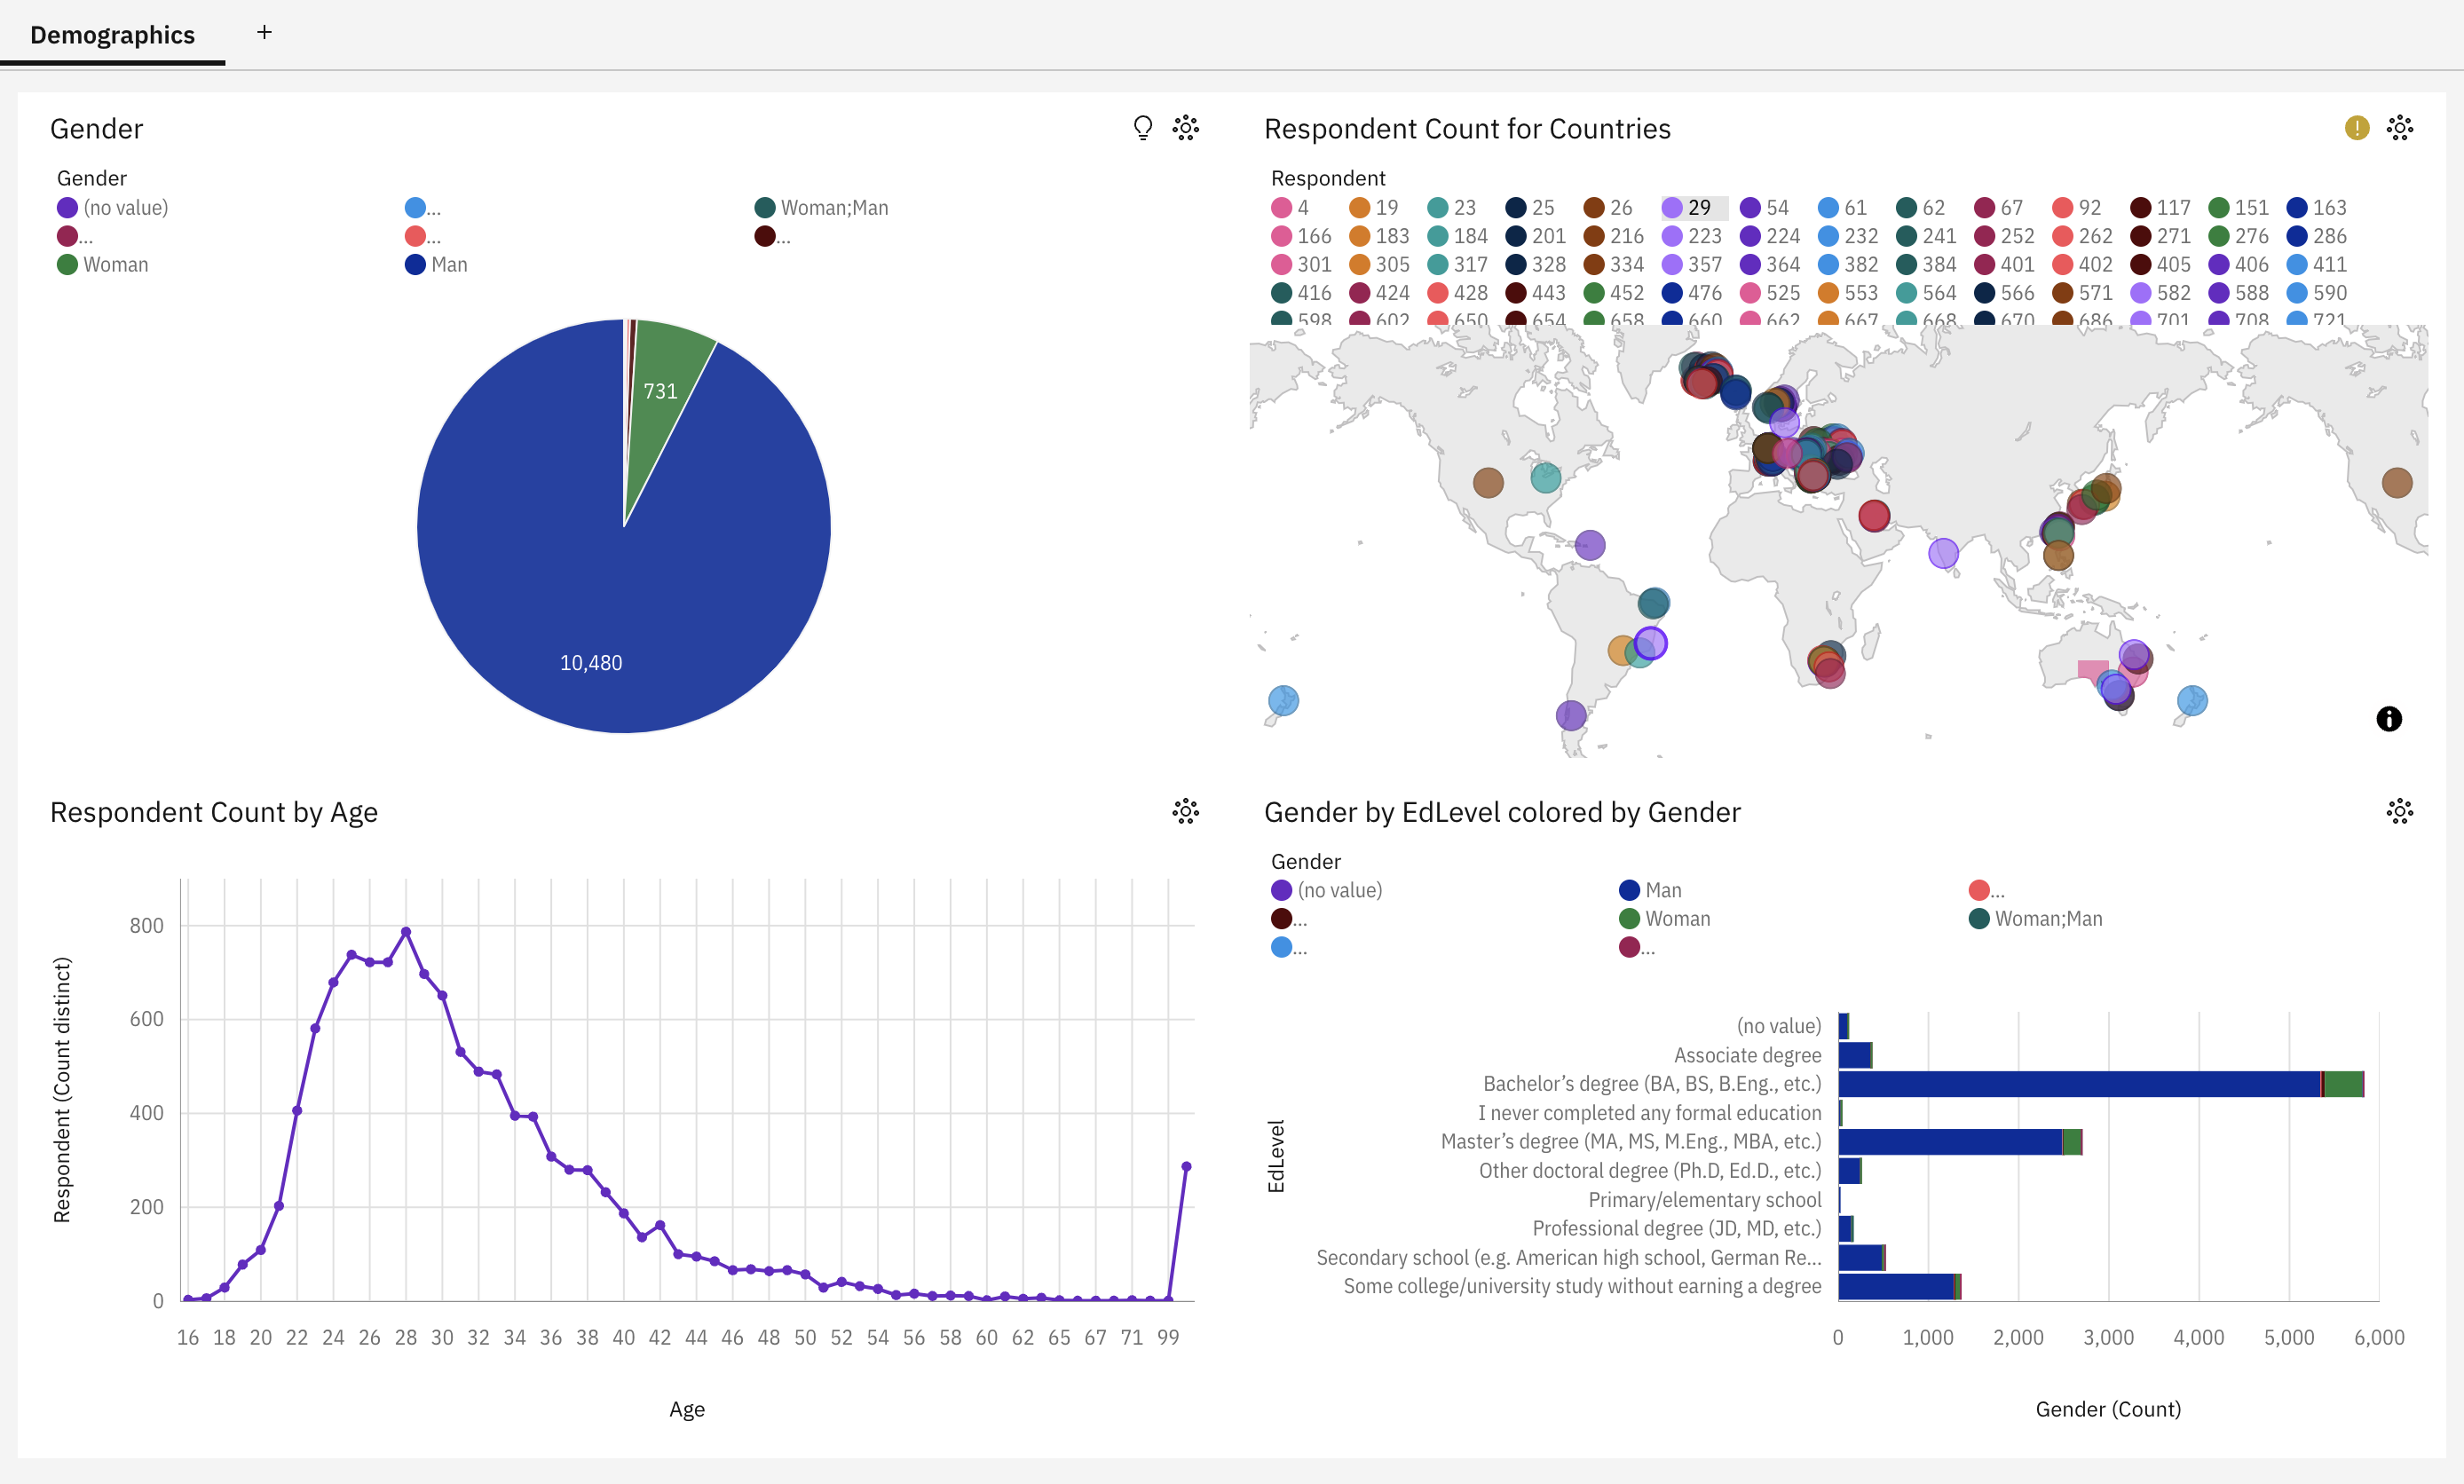 Demographics +
Gender
Gender
(no value) ... Woman;Man
... ... ...
Woman Man
731
10,480
Respondent Count for Countries
Respondent
4 19 23 25 26 29 54 61 62 67 92 117 151 163
166 183 184 201 216 223 224 232 241 252 262 271 276 286
301 305 317 328 334 357 364 382 384 401 402 405 406 411
416 424 428 443 452 476 525 553 564 566 571 582 588 590
598 602 650 654 658 660 662 667 668 670 686 701 708 721
Respondent Count by Age
Respondent (Count distinct)
800
600
400
200
0
16 18 20 22 24 26 28 30 32 34 36 38 40 42 44 46 48 50 52 54 56 58 60 62 65 67 71 99
Age
Gender by EdLevel colored by Gender
Gender
(no value) Man ...
... Woman Woman;Man
... ...
EdLevel
(no value)
Associate degree
Bachelor’s degree (BA, BS, B.Eng., etc.)
I never completed any formal education
Master’s degree (MA, MS, M.Eng., MBA, etc.)
Other doctoral degree (Ph.D, Ed.D., etc.)
Primary/elementary school
Professional degree (JD, MD, etc.)
Secondary school (e.g. American high school, German Re...
Some college/university study without earning a degree
0 1,000 2,000 3,000 4,000 5,000 6,000
Gender (Count)